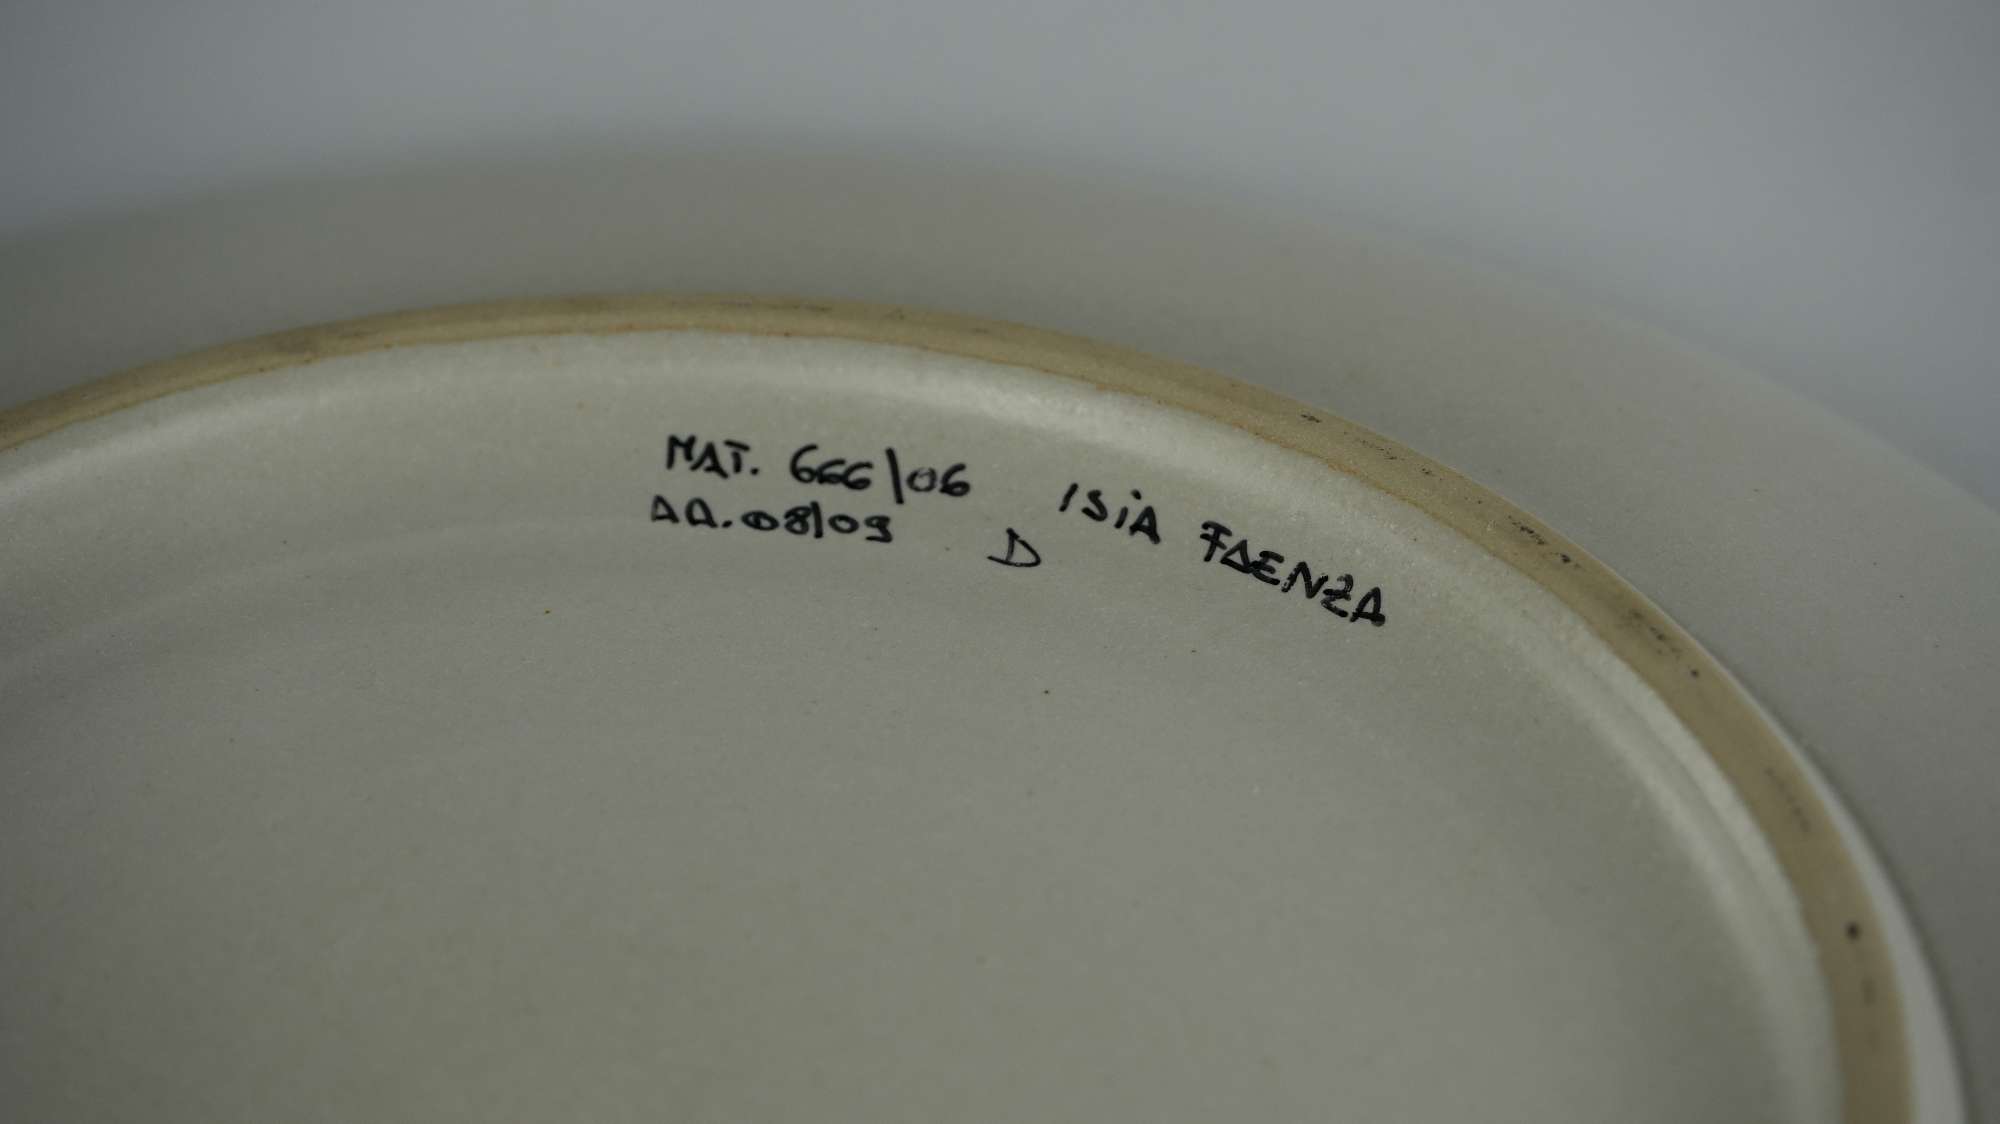 MAT. 666/06 ISIA FAENZA
AA. 08/09 D